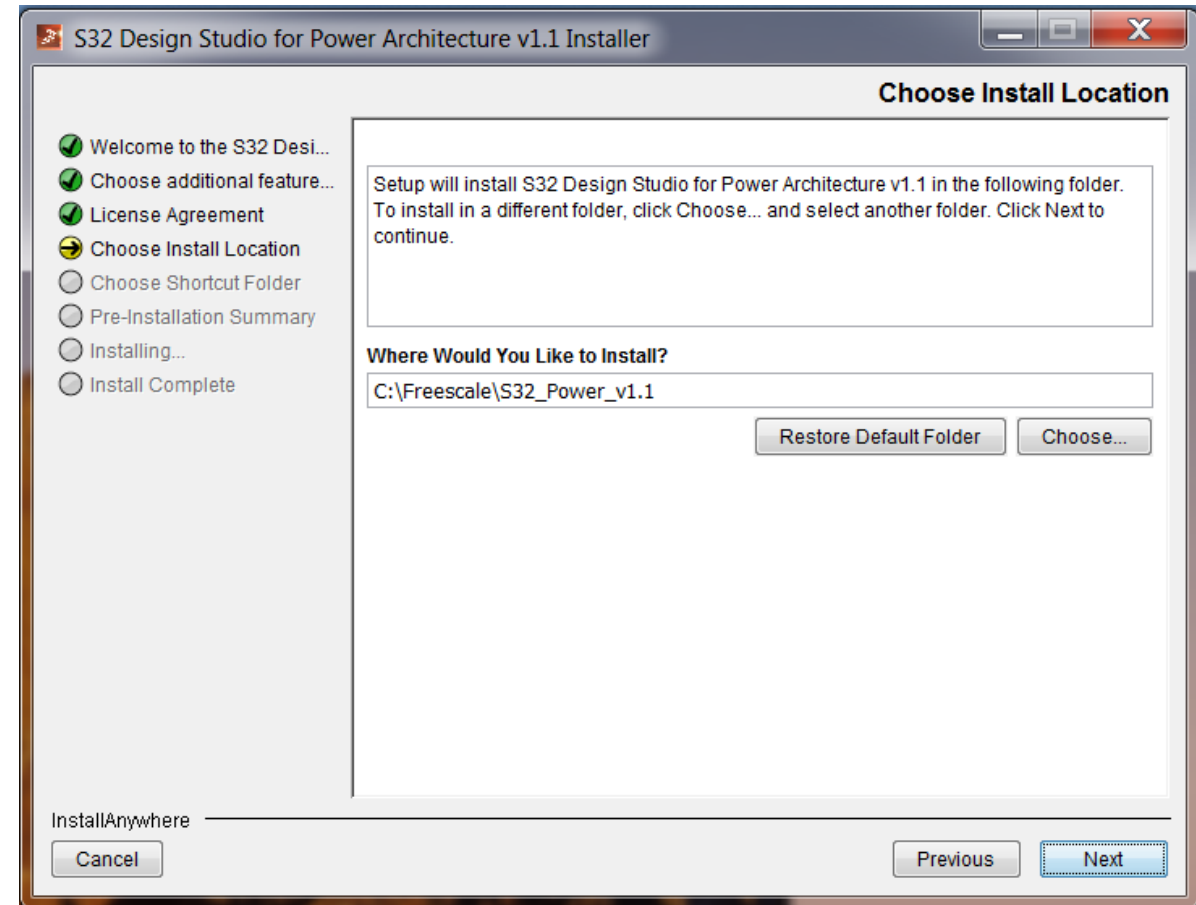 S32 Design Studio for Power Architecture v1.1 Installer
Choose Install Location
Welcome to the S32 Desi...
Choose additional feature...
License Agreement
Choose Install Location
Choose Shortcut Folder
Pre-Installation Summary
Installing...
Install Complete
Setup will install S32 Design Studio for Power Architecture v1.1 in the following folder.
To install in a different folder, click Choose... and select another folder. Click Next to
continue.
Where Would You Like to Install?
C:\Freescale\S32_Power_v1.1
Restore Default Folder
Choose...
InstallAnywhere
Cancel
Previous
Next